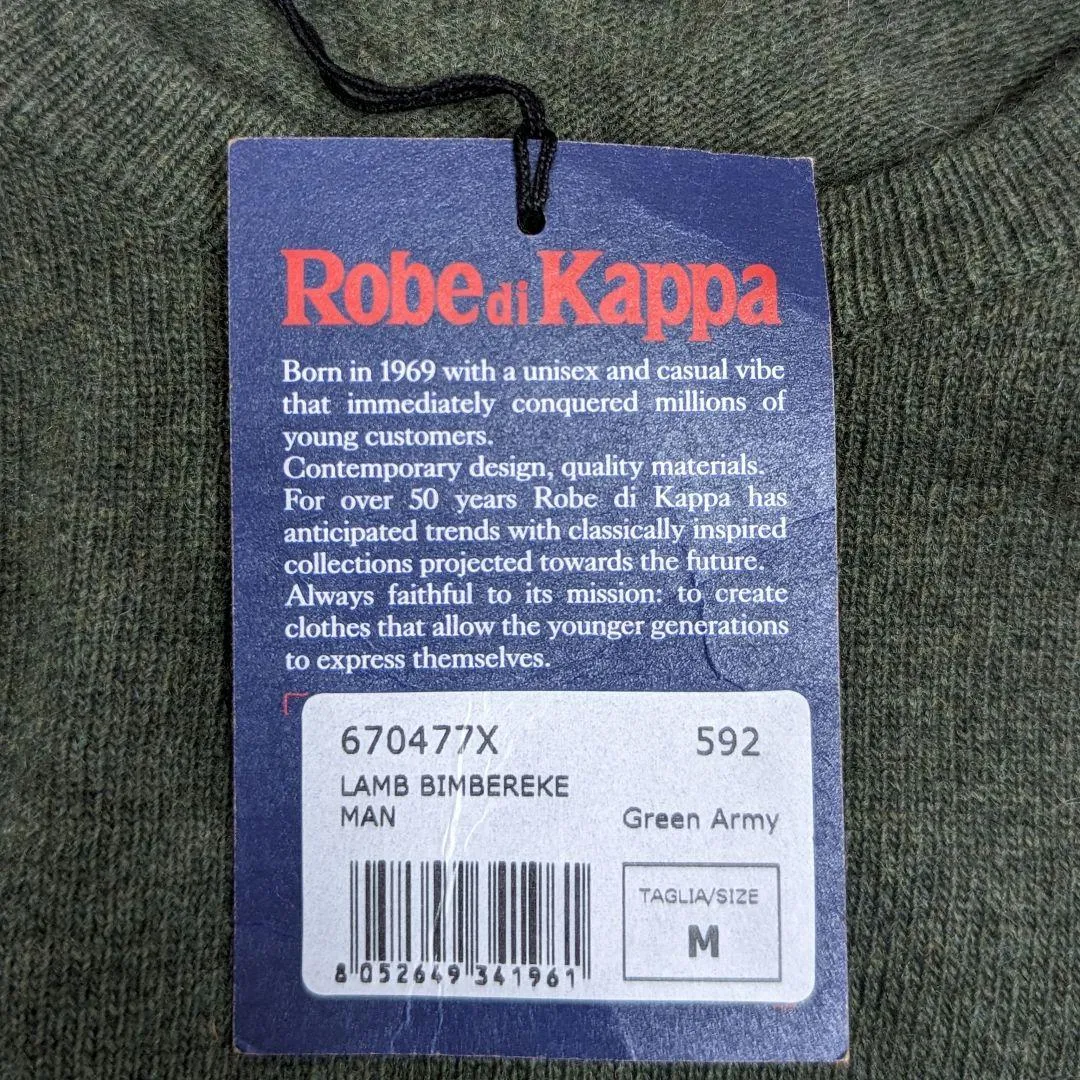 Robe di Kappa
Born in 1969 with a unisex and casual vibe
that immediately conquered millions of
young customers.
Contemporary design, quality materials.
For over 50 years Robe di Kappa has
anticipated trends with classically inspired
collections projected towards the future.
Always faithful to its mission: to create
clothes that allow the younger generations
to express themselves.
670477X 592
LAMB BIMBEREKE
MAN Green Army
TAGLIA/SIZE
M
8 052649 341961